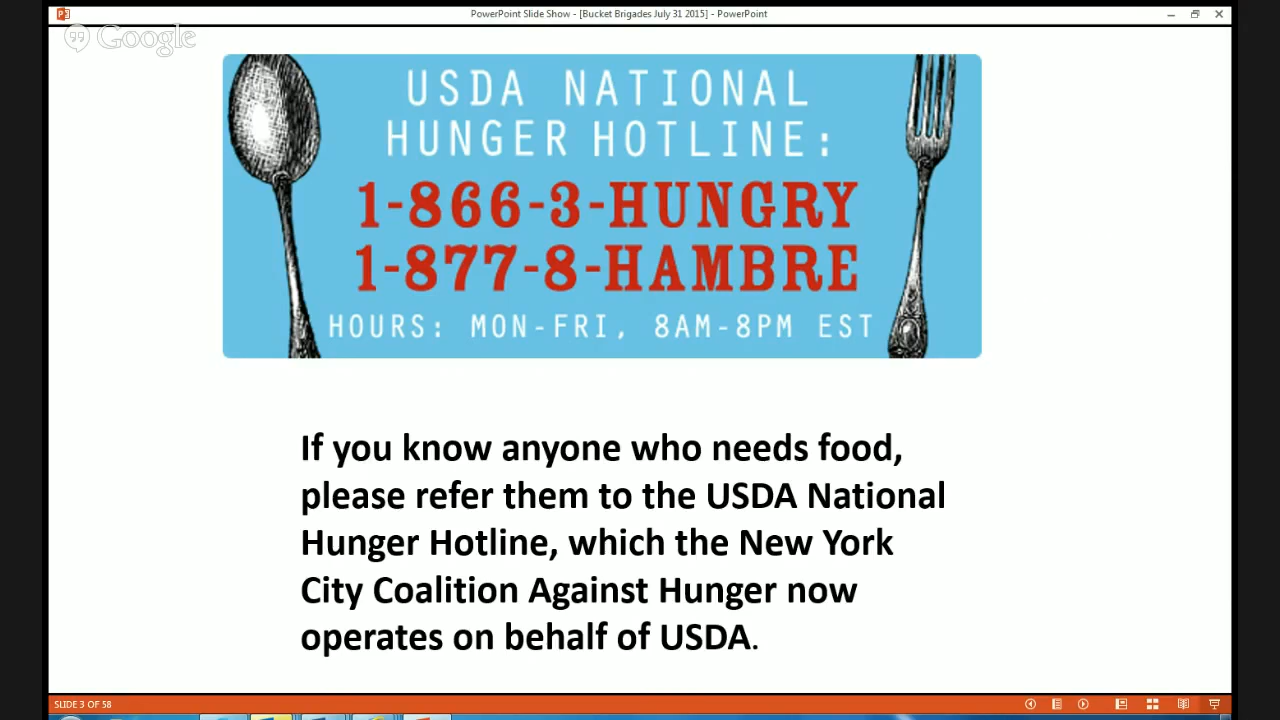 PowerPoint Slide Show - [Bucket Brigades July 31 2015] - PowerPoint
Google
USDA NATIONAL
HUNGER HOTLINE:
1-866-3-HUNGRY
1-877-8-HAMBRE
HOURS: MON-FRI, 8AM-8PM EST
If you know anyone who needs food,
please refer them to the USDA National
Hunger Hotline, which the New York
City Coalition Against Hunger now
operates on behalf of USDA.
SLIDE 3 OF 58